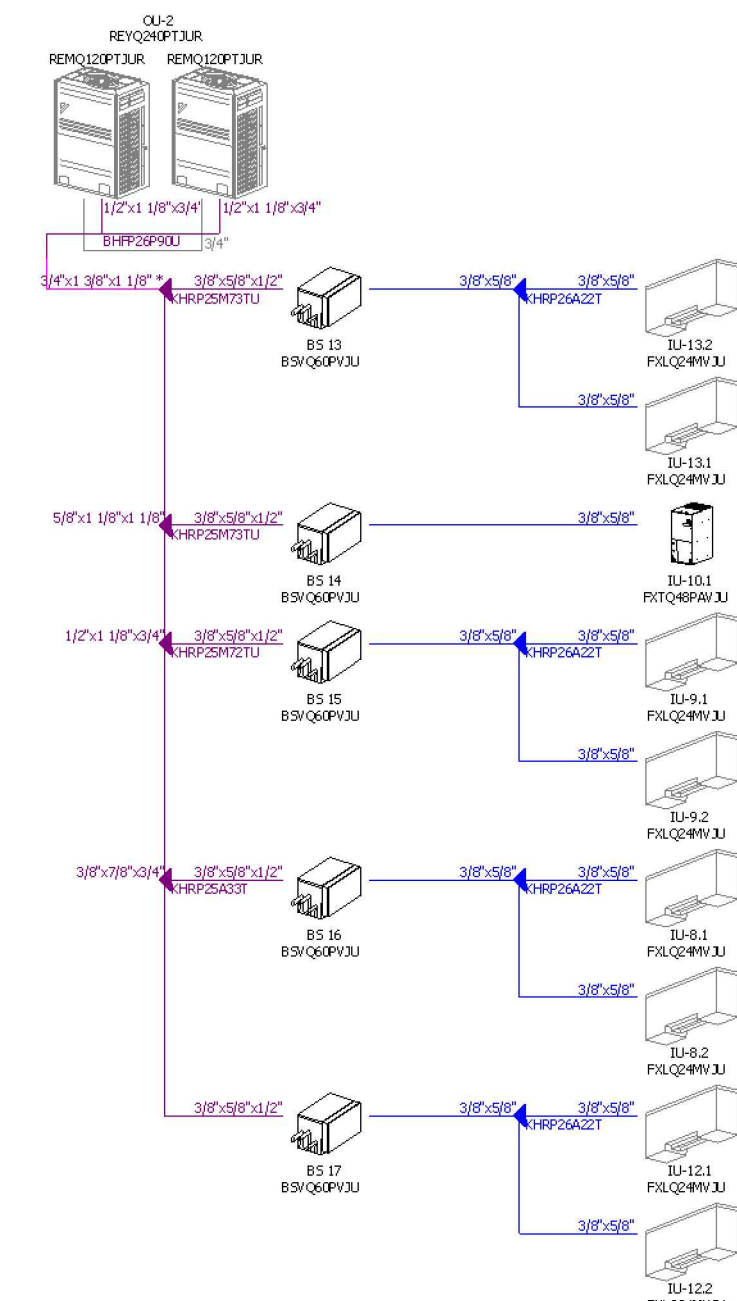 OU-2
REYQ240PTJUR
REMQ120PTJUR REMQ120PTJUR
1/2"x1 1/8"x3/4" 1/2"x1 1/8"x3/4"
BHFP26P90U 3/4"
3/4"x1 3/8"x1 1/8" * 3/8"x5/8"x1/2" 3/8"x5/8" 3/8"x5/8"
KHRP25M73TU KHRP26A22T
BS 13 IU-13.2
BSVQ60PVJU FXLQ24MVJU
3/8"x5/8"
IU-13.1
FXLQ24MVJU
5/8"x1 1/8"x1 1/8" 3/8"x5/8"x1/2" 3/8"x5/8"
KHRP25M73TU
BS 14 IU-10.1
BSVQ60PVJU FXTQ48PAVJU
1/2"x1 1/8"x3/4" 3/8"x5/8"x1/2" 3/8"x5/8" 3/8"x5/8"
KHRP25M72TU KHRP26A22T
BS 15 IU-9.1
BSVQ60PVJU FXLQ24MVJU
3/8"x5/8"
IU-9.2
FXLQ24MVJU
3/8"x7/8"x3/4" 3/8"x5/8"x1/2" 3/8"x5/8" 3/8"x5/8"
KHRP25A33T KHRP26A22T
BS 16 IU-8.1
BSVQ60PVJU FXLQ24MVJU
3/8"x5/8"
IU-8.2
FXLQ24MVJU
3/8"x5/8"x1/2" 3/8"x5/8" 3/8"x5/8"
KHRP26A22T
BS 17 IU-12.1
BSVQ60PVJU FXLQ24MVJU
3/8"x5/8"
IU-12.2